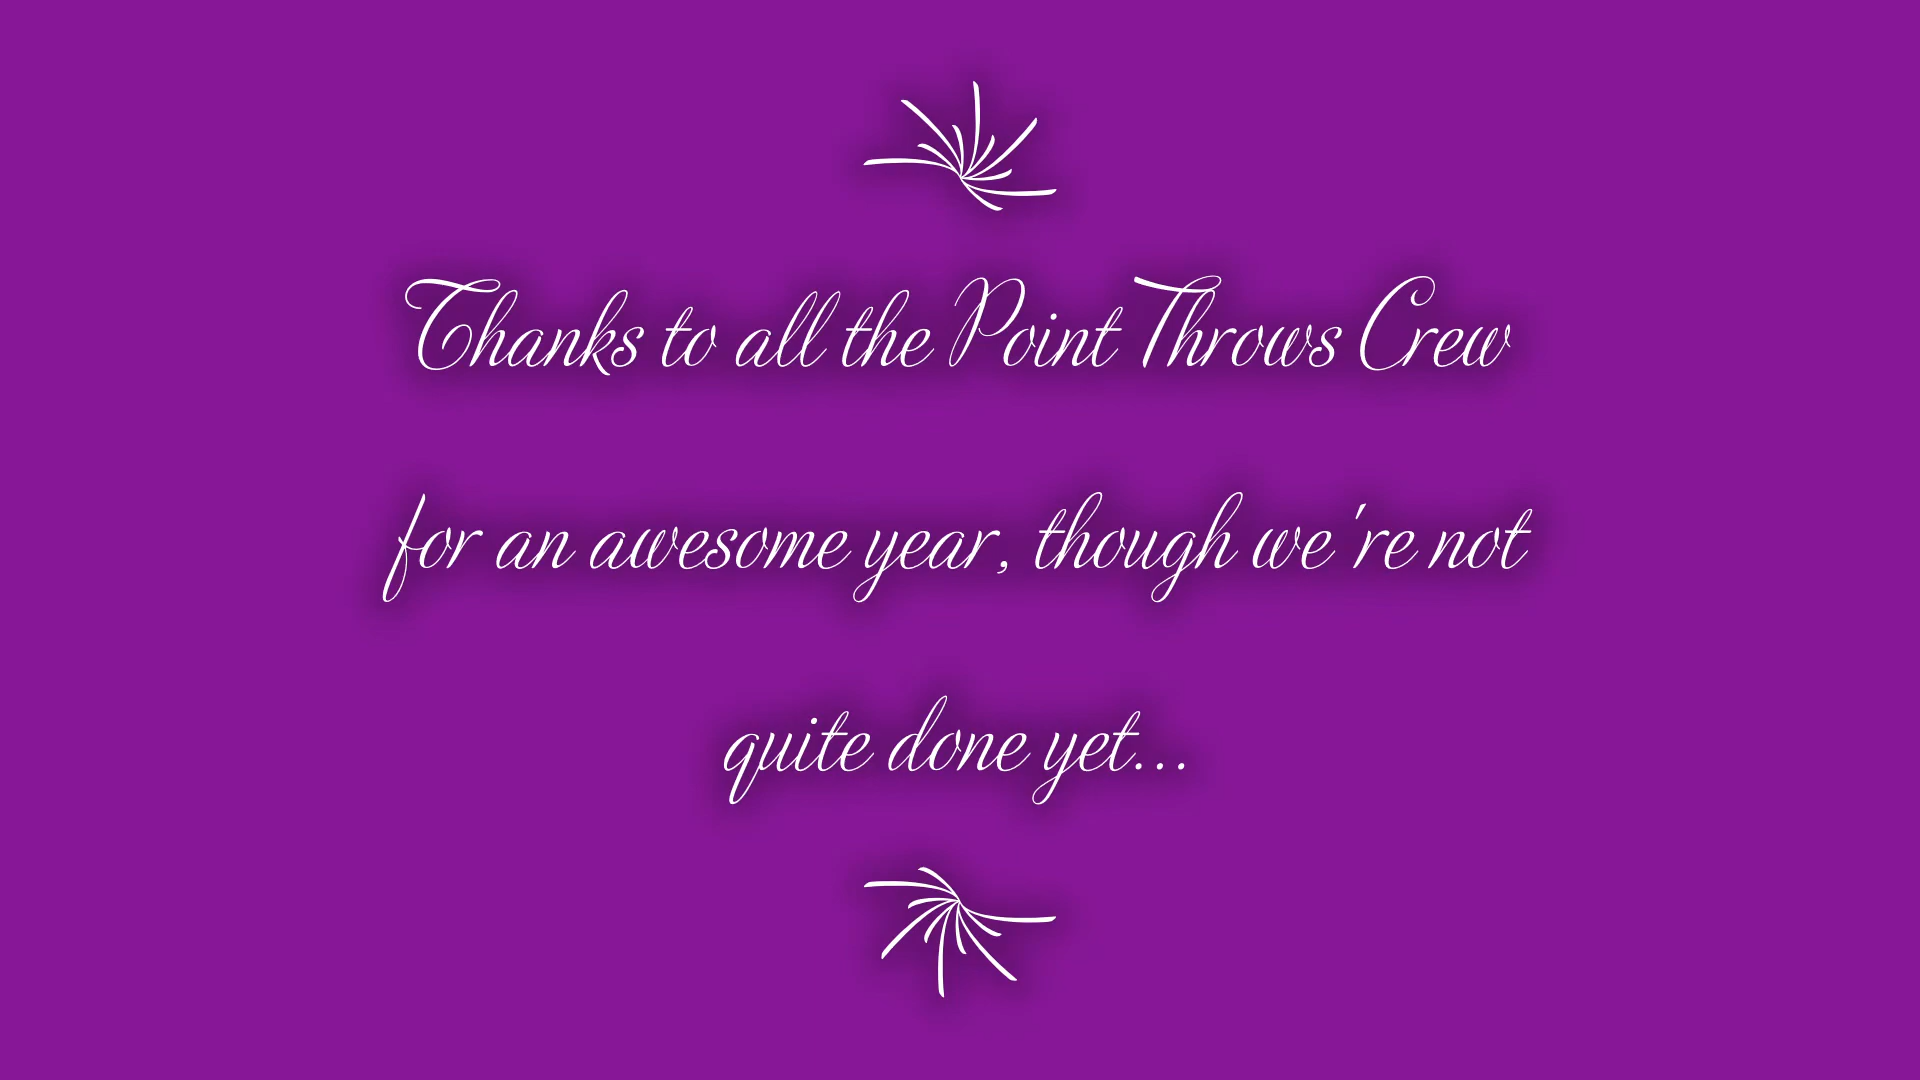 Thanks to all the Point Throws Crew
for an awesome year, though we're not
quite done yet...